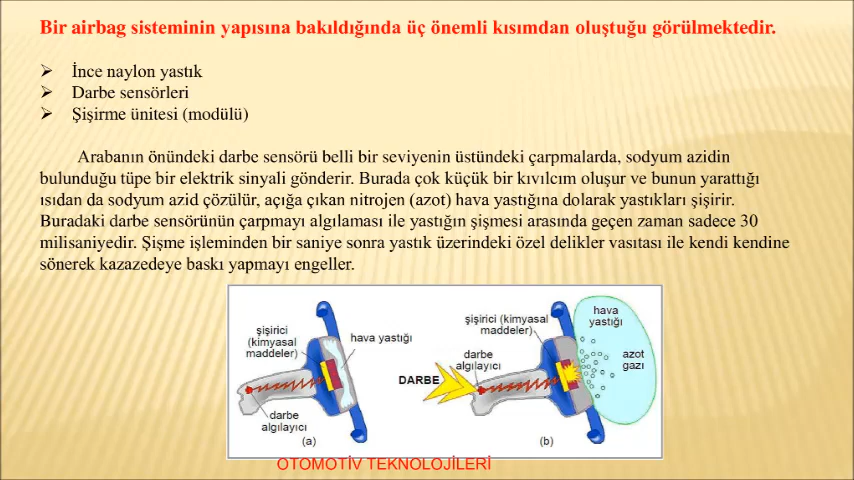 Bir airbag sisteminin yapısına bakıldığında üç önemli kısımdan oluştuğu görülmektedir.
➢ İnce naylon yastık
➢ Darbe sensörleri
➢ Şişirme ünitesi (modülü)
Arabanın önündeki darbe sensörü belli bir seviyenin üstündeki çarpmalarda, sodyum azidin
bulunduğu tüpe bir elektrik sinyali gönderir. Burada çok küçük bir kıvılcım oluşur ve bunun yarattığı
ısıdan da sodyum azid çözülür, açığa çıkan nitrojen (azot) hava yastığına dolarak yastıkları şişirir.
Buradaki darbe sensörünün çarpmayı algılaması ile yastığın şişmesi arasında geçen zaman sadece 30
milisaniyedir. Şişme işleminden bir saniye sonra yastık üzerindeki özel delikler vasıtası ile kendi kendine
sönerek kazazedeye baskı yapmayı engeller.
şişirici
(kimyasal
maddeler)
hava yastığı
darbe
algılayıcı
(a)
şişirici (kimyasal
maddeler)
hava
yastığı
darbe
algılayıcı
azot
gazı
DARBE
(b)
OTOMOTİV TEKNOLOJİLERİ